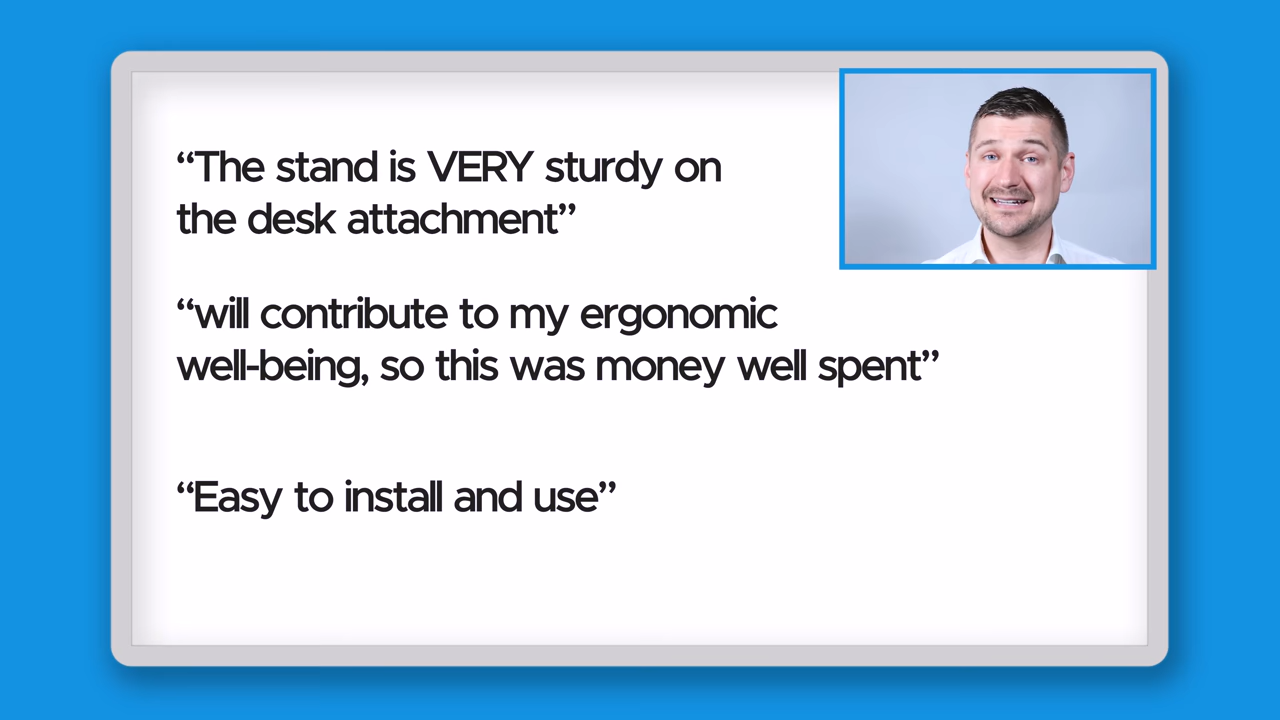 “The stand is VERY sturdy on
the desk attachment”
“will contribute to my ergonomic
well-being, so this was money well spent”
“Easy to install and use”